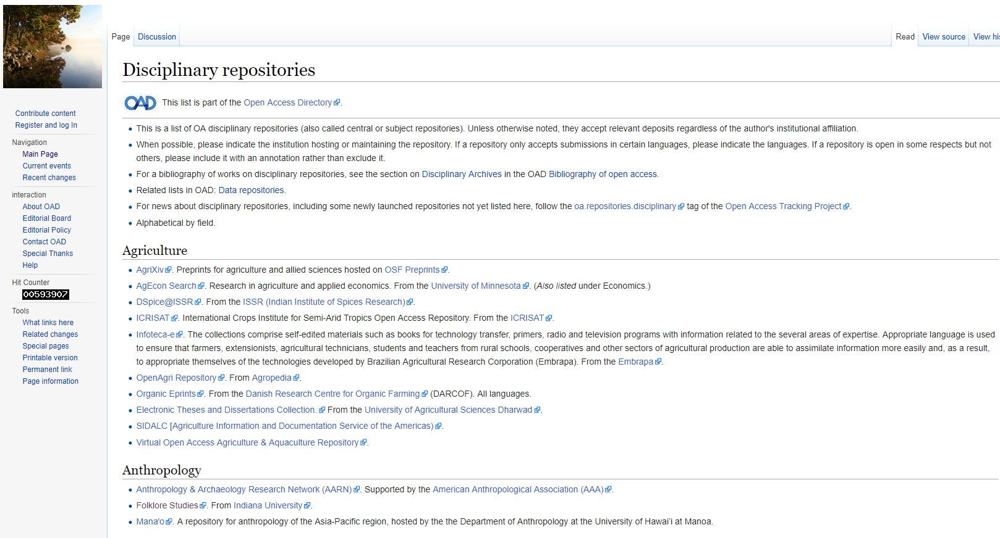 Page
Discussion
Read
View source
View his
Disciplinary repositories
OAD This list is part of the Open Access Directory.
This is a list of OA disciplinary repositories (also called central or subject repositories). Unless otherwise noted, they accept relevant deposits regardless of the author's institutional affiliation.
When possible, please indicate the institution hosting or maintaining the repository. If a repository only accepts submissions in certain languages, please indicate the languages. If a repository is open in some respects but not
others, please include it with an annotation rather than exclude it.
For a bibliography of works on disciplinary repositories, see the section on Disciplinary Archives in the OAD Bibliography of open access.
Related lists in OAD: Data repositories.
For news about disciplinary repositories, including some newly launched repositories not yet listed here, follow the oa.repositories.disciplinary tag of the Open Access Tracking Project.
Alphabetical by field.
Agriculture
AgriXiv. Preprints for agriculture and allied sciences hosted on OSF Preprints.
AgEcon Search. Research in agriculture and applied economics. From the University of Minnesota. (Also listed under Economics.)
DSpice@ISSR. From the ISSR (Indian Institute of Spices Research).
ICRISAT. International Crops Institute for Semi-Arid Tropics Open Access Repository. From the ICRISAT.
Infoteca-e. The collections comprise self-edited materials such as books for technology transfer, primers, radio and television programs with information related to the several areas of expertise. Appropriate language is used
to ensure that farmers, extensionists, agricultural technicians, students and teachers from rural schools, cooperatives and other sectors of agricultural production are able to assimilate information more easily and, as a result,
to appropriate themselves of the technologies developed by Brazilian Agricultural Research Corporation (Embrapa). From the Embrapa.
OpenAgri Repository. From Agropedia.
Organic Eprints. From the Danish Research Centre for Organic Farming (DARCOF). All languages.
Electronic Theses and Dissertations Collection. From the University of Agricultural Sciences Dharwad.
SIDALC [Agriculture Information and Documentation Service of the Americas).
Virtual Open Access Agriculture & Aquaculture Repository.
Anthropology
Anthropology & Archaeology Research Network (AARN). Supported by the American Anthropological Association (AAA).
Folklore Studies. From Indiana University.
Mana'o. A repository for anthropology of the Asia-Pacific region, hosted by the the Department of Anthropology at the University of Hawai'i at Manoa.
Contribute content
Register and log In
Navigation
Main Page
Current events
Recent changes
interaction
About OAD
Editorial Board
Editorial Policy
Contact OAD
Special Thanks
Help
Hit Counter
00593907
Tools
What links here
Related changes
Special pages
Printable version
Permanent link
Page information